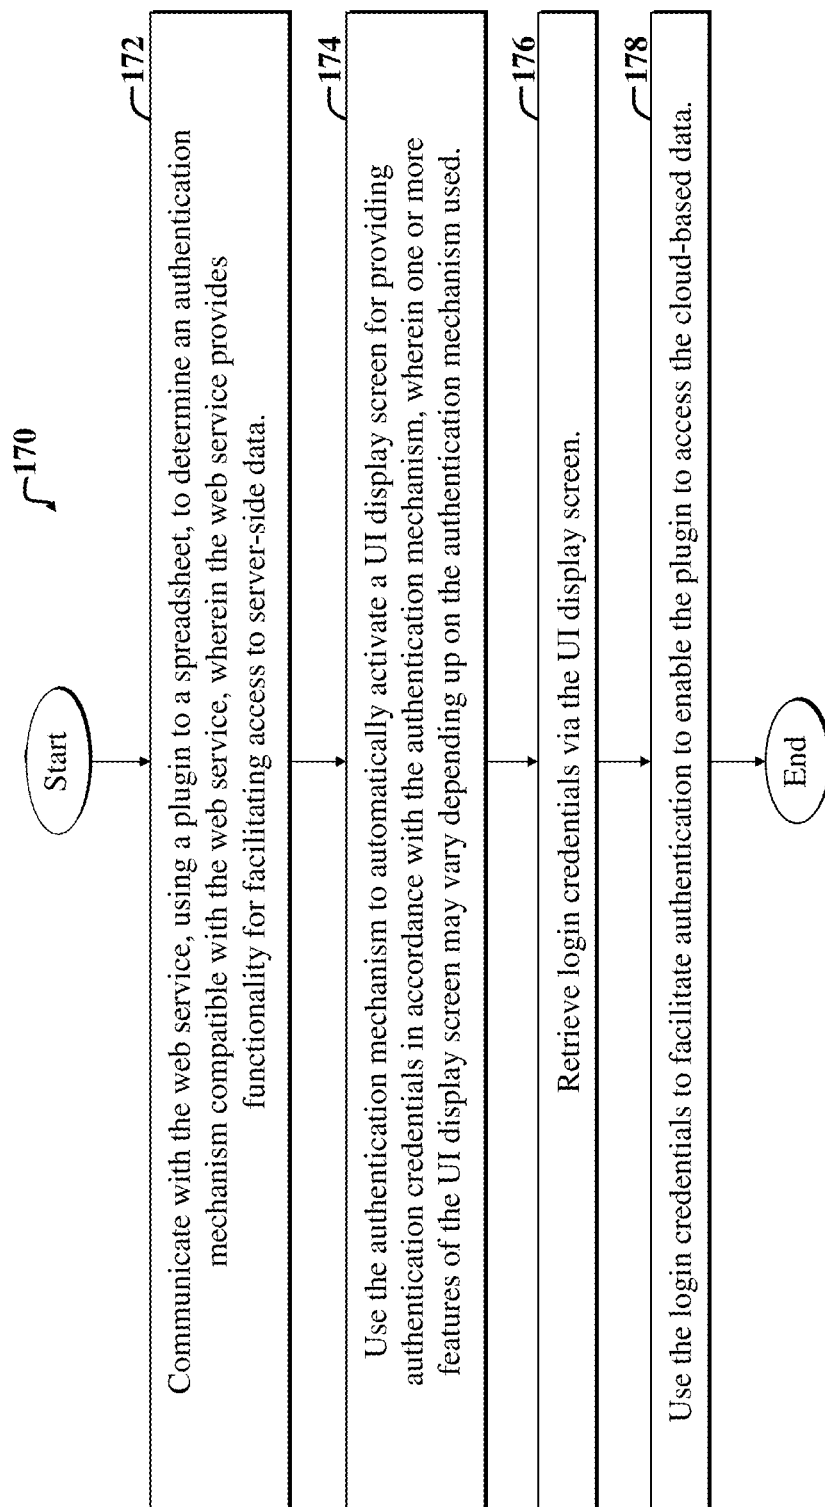 170
Start
172
Communicate with the web service, using a plugin to a spreadsheet, to determine an authentication
mechanism compatible with the web service, wherein the web service provides
functionality for facilitating access to server-side data.
174
Use the authentication mechanism to automatically activate a UI display screen for providing
authentication credentials in accordance with the authentication mechanism, wherein one or more
features of the UI display screen may vary depending up on the authentication mechanism used.
176
Retrieve login credentials via the UI display screen.
178
Use the login credentials to facilitate authentication to enable the plugin to access the cloud-based data.
End